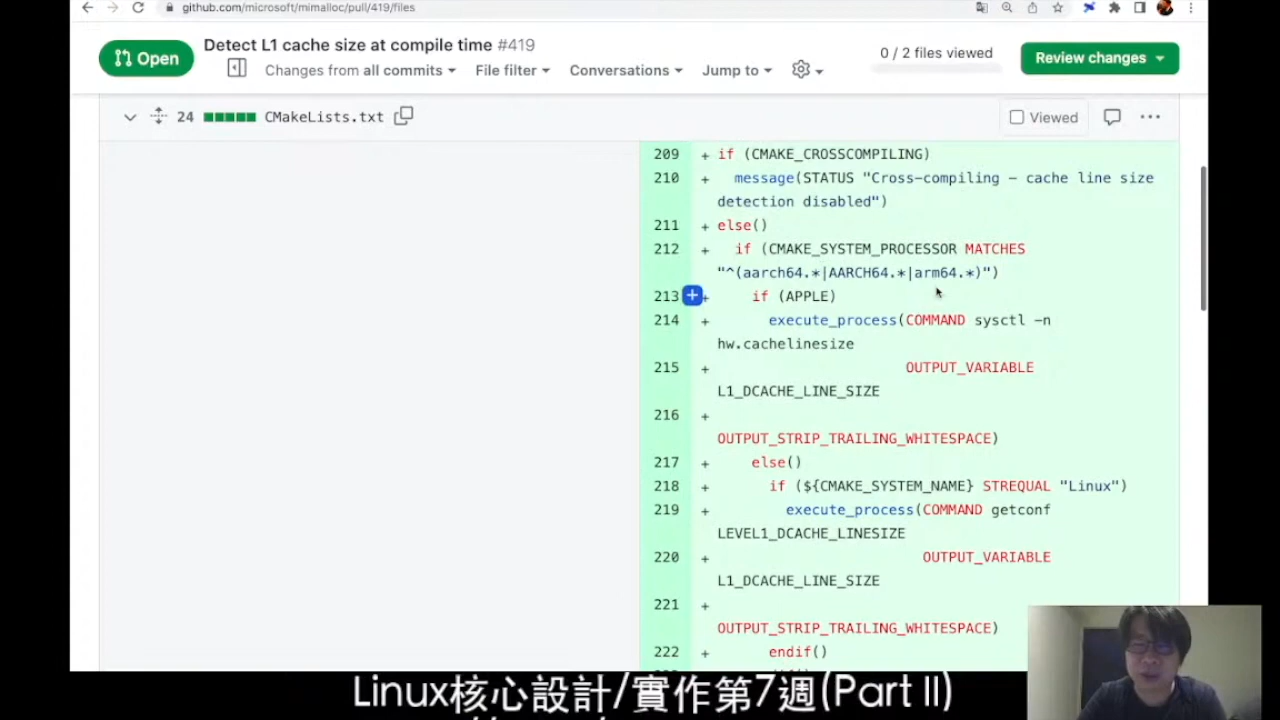 github.com/microsoft/mimalloc/pull/419/files
Open
Detect L1 cache size at compile time #419
Changes from all commits
File filter
Conversations
Jump to
0 / 2 files viewed
Review changes
24
CMakeLists.txt
Viewed
209 + if (CMAKE_CROSSCOMPILING)
210 + message(STATUS "Cross-compiling - cache line size
detection disabled")
211 + else()
212 + if (CMAKE_SYSTEM_PROCESSOR MATCHES
"^(aarch64.*|AARCH64.*|arm64.*)")
213 + if (APPLE)
214 + execute_process(COMMAND sysctl -n
hw.cachelinesize
215 + OUTPUT_VARIABLE
L1_DCACHE_LINE_SIZE
216 +
OUTPUT_STRIP_TRAILING_WHITESPACE)
217 + else()
218 + if (${CMAKE_SYSTEM_NAME} STREQUAL "Linux")
219 + execute_process(COMMAND getconf
LEVEL1_DCACHE_LINESIZE
220 + OUTPUT_VARIABLE
L1_DCACHE_LINE_SIZE
221 +
OUTPUT_STRIP_TRAILING_WHITESPACE)
222 + endif()
Linux核心設計/實作第7週(Part II)